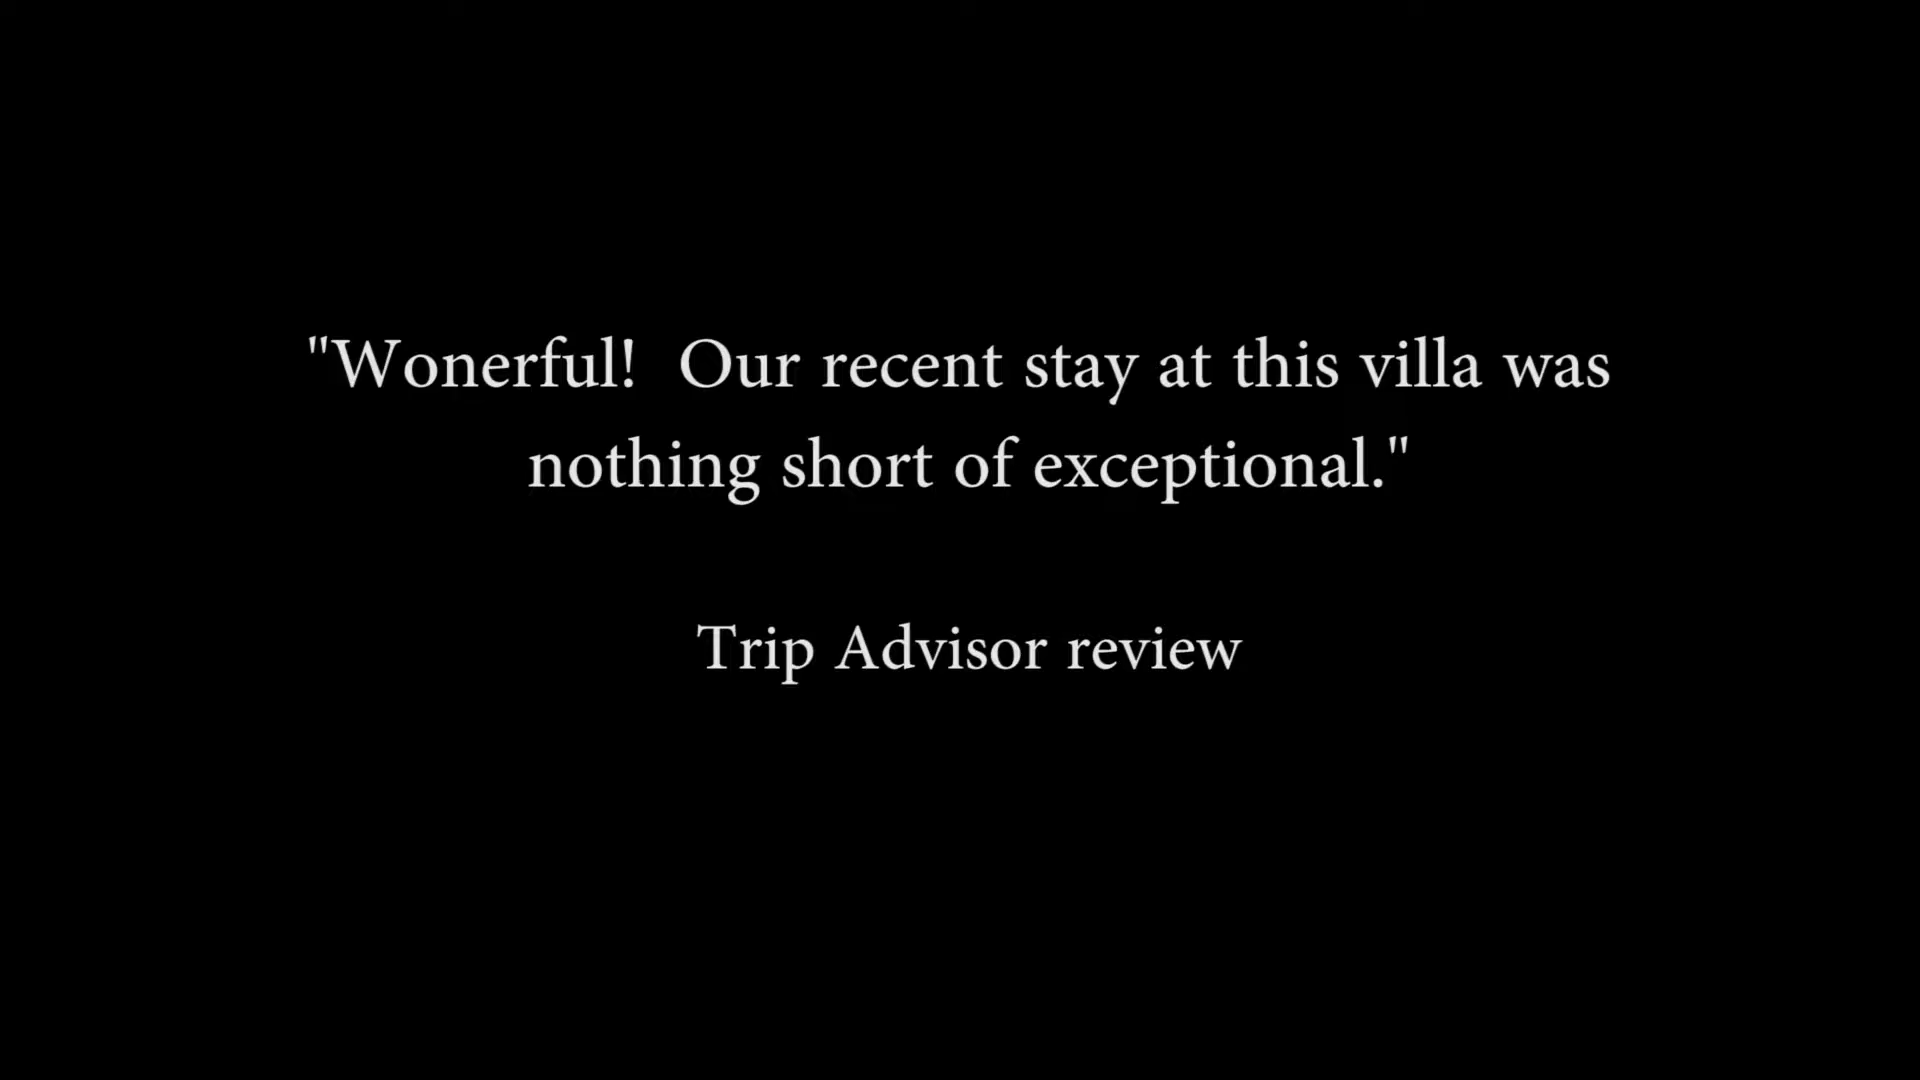 "Wonerful!  Our recent stay at this villa was
nothing short of exceptional."
Trip Advisor review